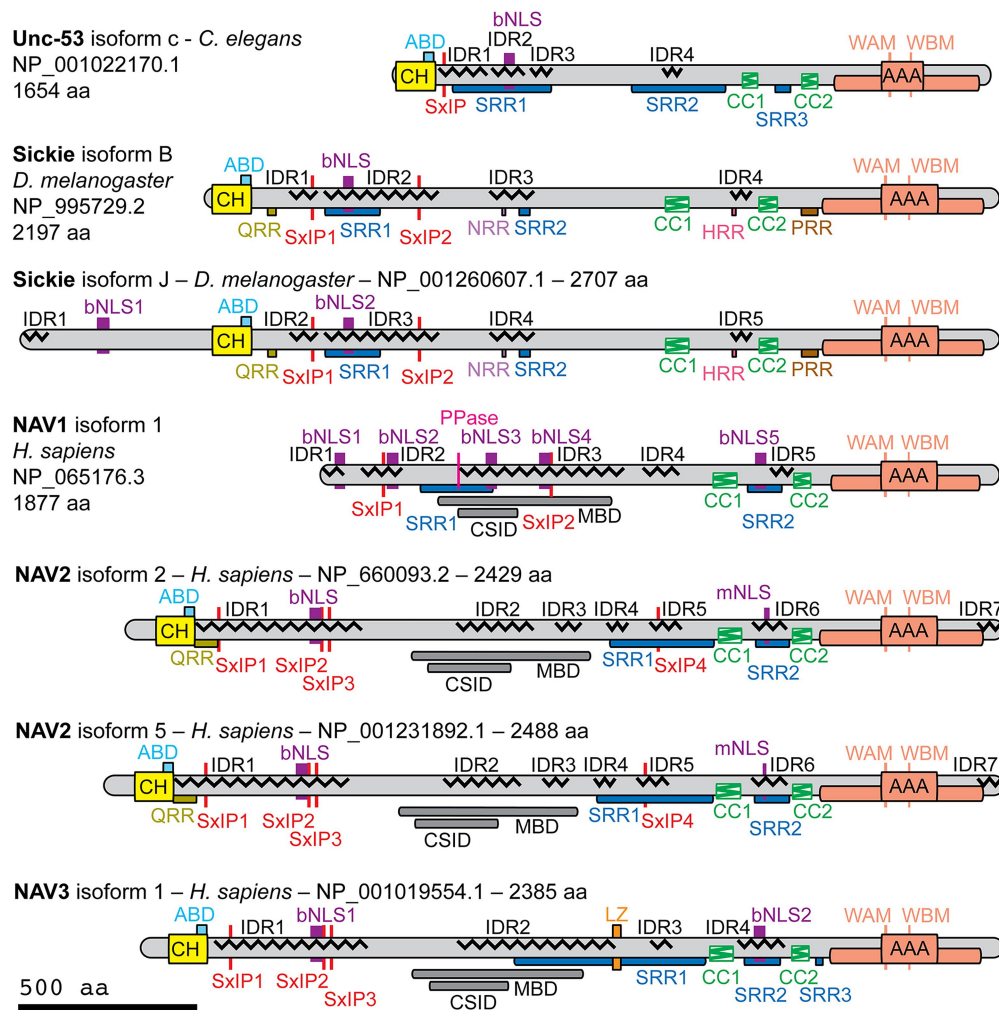 Unc-53 isoform c - C. elegans
NP_001022170.1
1654 aa
bNLS
ABD IDR1 IDR2 IDR3 IDR4 WAM WBM
CH AAA
SxIP SRR1 SRR2 CC1 CC2
SRR3
Sickie isoform B
D. melanogaster
NP_995729.2
2197 aa
ABD bNLS WAM WBM
IDR1 IDR2 IDR3 IDR4
CH AAA
QRR SRR1 NRR SRR2 CC1 HRR CC2 PRR
SxIP1 SxIP2
Sickie isoform J – D. melanogaster – NP_001260607.1 – 2707 aa
bNLS1 ABD bNLS2 WAM WBM
IDR1 IDR2 IDR3 IDR4 IDR5
CH AAA
QRR SxIP1 SRR1 SxIP2 NRR SRR2 CC1 HRR CC2 PRR
NAV1 isoform 1
H. sapiens
NP_065176.3
1877 aa
PPase
bNLS1 bNLS2 bNLS3 bNLS4 bNLS5 WAM WBM
IDR1 IDR2 IDR3 IDR4 IDR5
AAA
CC1 CC2
SxIP1 SRR1 CSID SxIP2 MBD SRR2
NAV2 isoform 2 – H. sapiens – NP_660093.2 – 2429 aa
ABD bNLS mNLS WAM WBM
IDR1 IDR2 IDR3 IDR4 IDR5 IDR6 IDR7
CH AAA
QRR SxIP1 SxIP2 SRR1 SxIP4 CC1 CC2
SxIP3 CSID MBD SRR2
NAV2 isoform 5 – H. sapiens – NP_001231892.1 – 2488 aa
ABD bNLS mNLS WAM WBM
IDR1 IDR2 IDR3 IDR4 IDR5 IDR6 IDR7
CH AAA
QRR SxIP1 SxIP2 SRR1 SxIP4 CC1 CC2
SxIP3 CSID MBD SRR2
NAV3 isoform 1 – H. sapiens – NP_001019554.1 – 2385 aa
ABD bNLS1 LZ bNLS2 WAM WBM
IDR1 IDR2 IDR3 IDR4
CH AAA
SxIP1 SxIP2 SRR1 CC1 CC2
SxIP3 CSID MBD SRR2 SRR3
500 aa